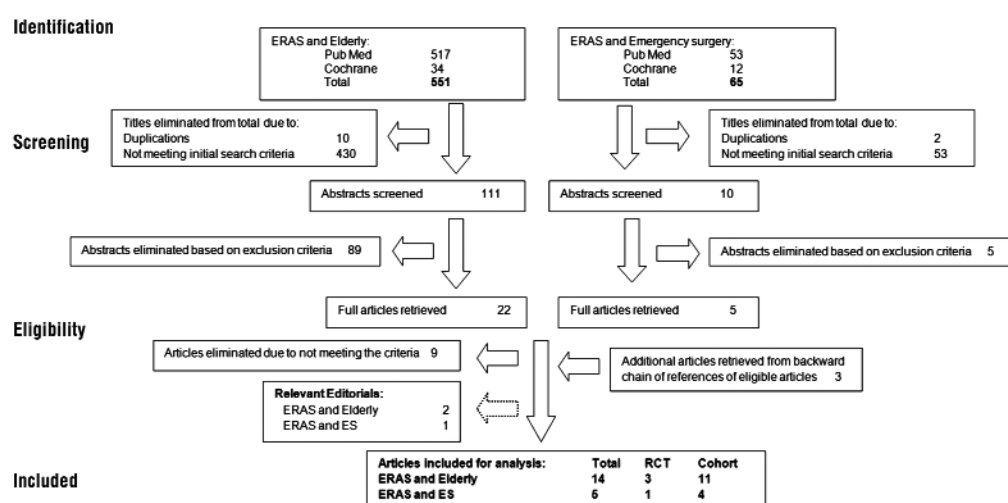 Identification
ERAS and Elderly:
Pub Med 517
Cochrane 34
Total 551
ERAS and Emergency surgery:
Pub Med 53
Cochrane 12
Total 65
Screening
Titles eliminated from total due to:
Duplications 10
Not meeting initial search criteria 430
Titles eliminated from total due to:
Duplications 2
Not meeting initial search criteria 53
Abstracts screened 111
Abstracts screened 10
Abstracts eliminated based on exclusion criteria 89
Abstracts eliminated based on exclusion criteria 5
Full articles retrieved 22
Full articles retrieved 5
Eligibility
Articles eliminated due to not meeting the criteria 9
Additional articles retrieved from backward
chain of references of eligible articles 3
Relevant Editorials:
ERAS and Elderly 2
ERAS and ES 1
Included
Articles included for analysis: Total RCT Cohort
ERAS and Elderly 14 3 11
ERAS and ES 5 1 4